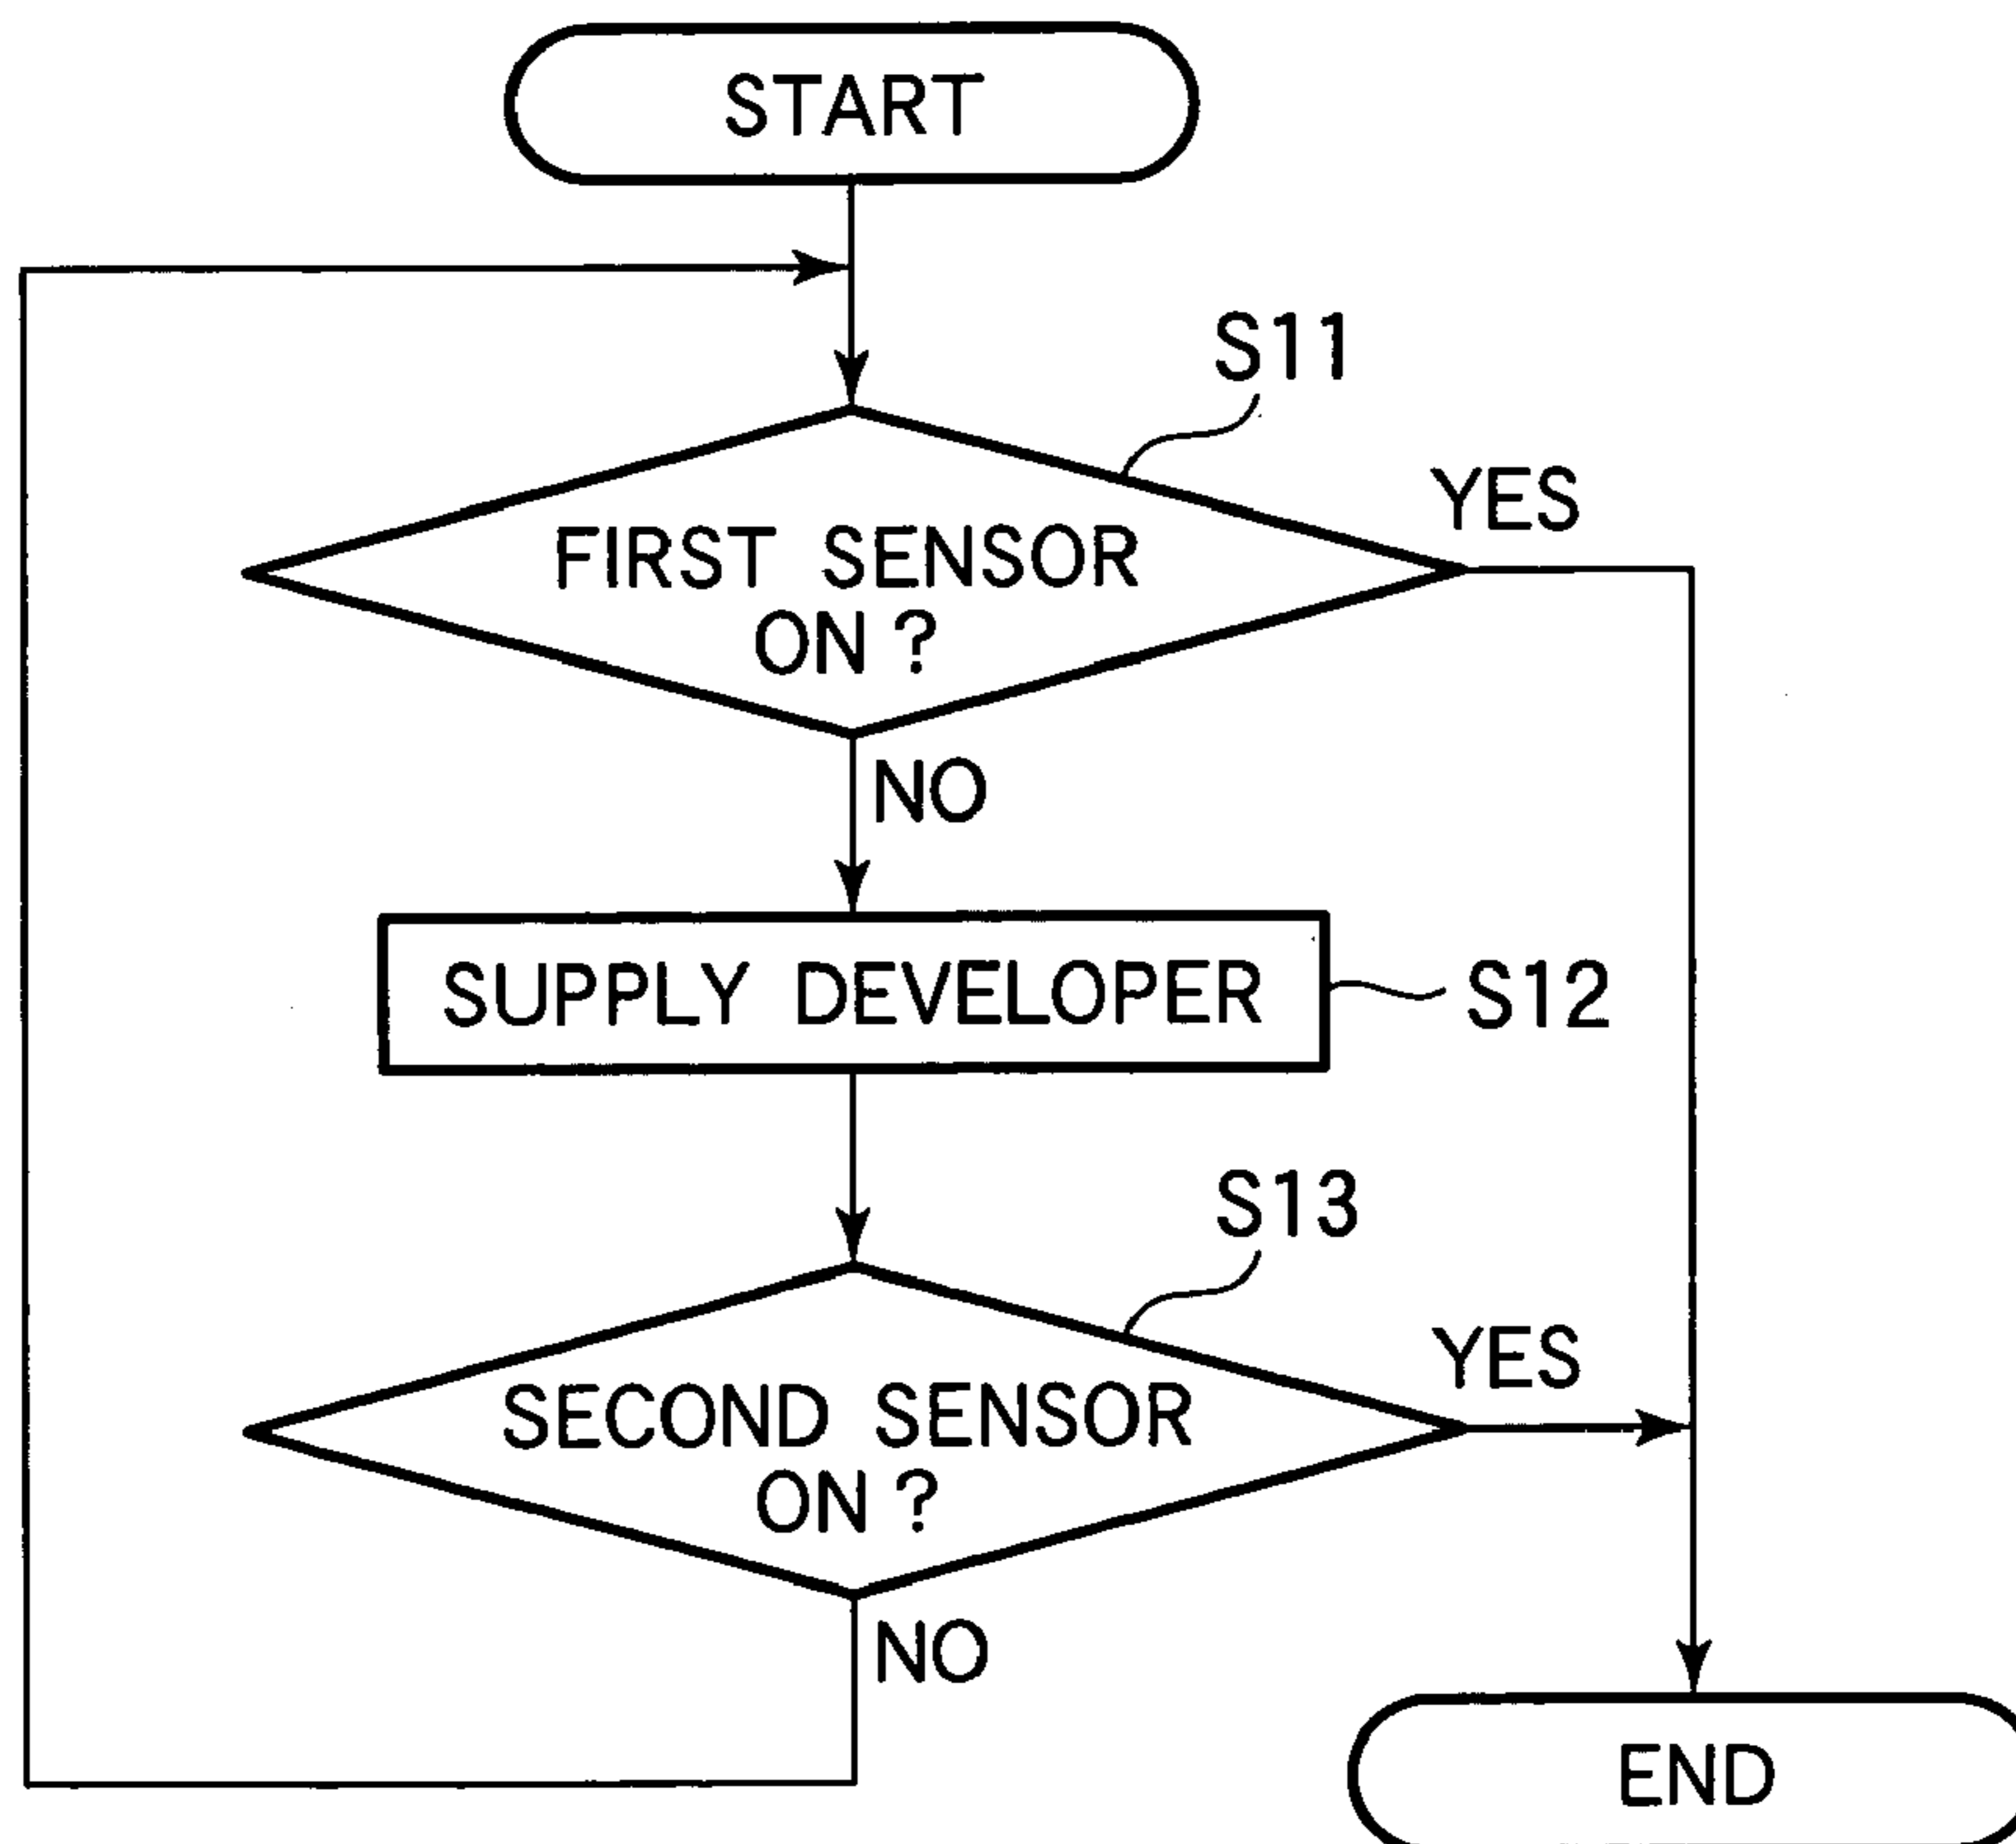 START
S11
YES
FIRST SENSOR
ON ?
NO
SUPPLY DEVELOPER
S12
S13
YES
SECOND SENSOR
ON ?
NO
END